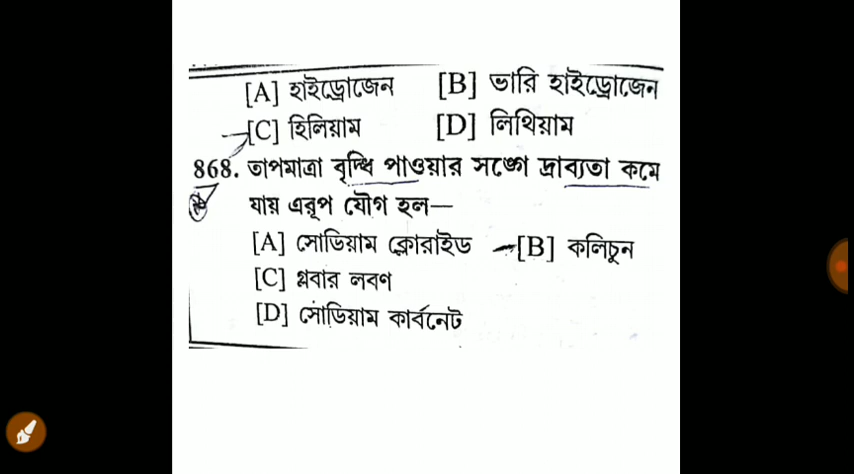 [A] হাইড্রোজেন [B] ভারি হাইড্রোজেন
[C] হিলিয়াম [D] লিথিয়াম
868. তাপমাত্রা বৃদ্ধি পাওয়ার সঙ্গে দ্রাব্যতা কমে
যায় এরূপ যৌগ হল—
[A] সোডিয়াম ক্লোরাইড [B] কলিচুন
[C] গ্লবার লবণ
[D] সোডিয়াম কার্বনেট